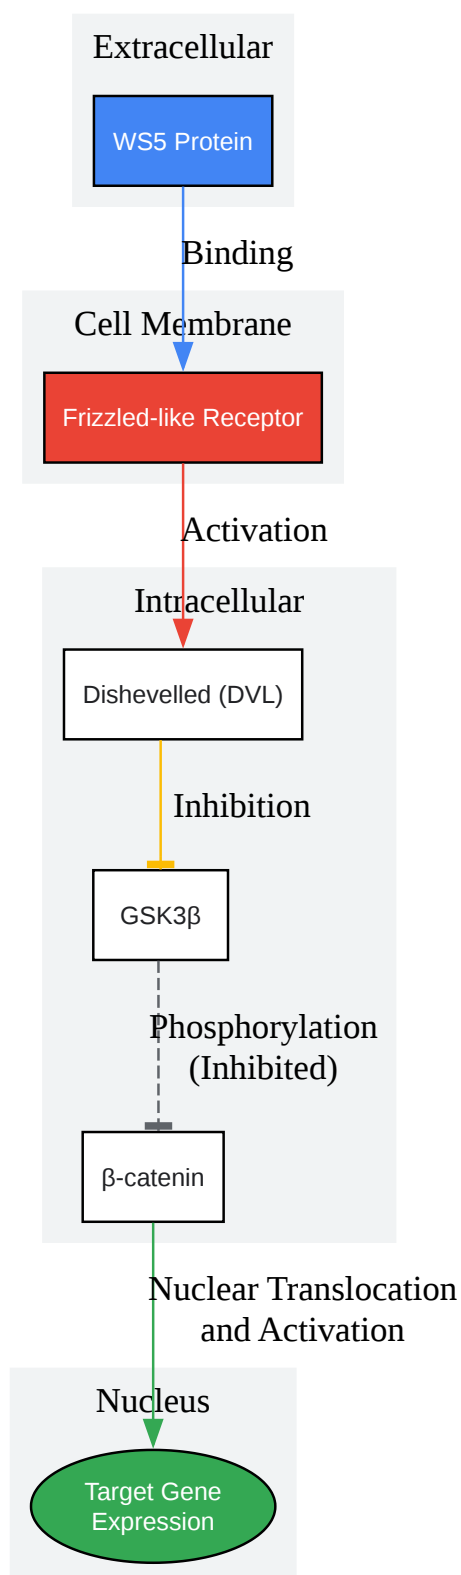 Extracellular
WS5 Protein
Binding
Cell Membrane
Frizzled-like Receptor
Activation
Intracellular
Dishevelled (DVL)
Inhibition
GSK3β
Phosphorylation
(Inhibited)
β-catenin
Nuclear Translocation
and Activation
Nucleus
Target Gene
Expression